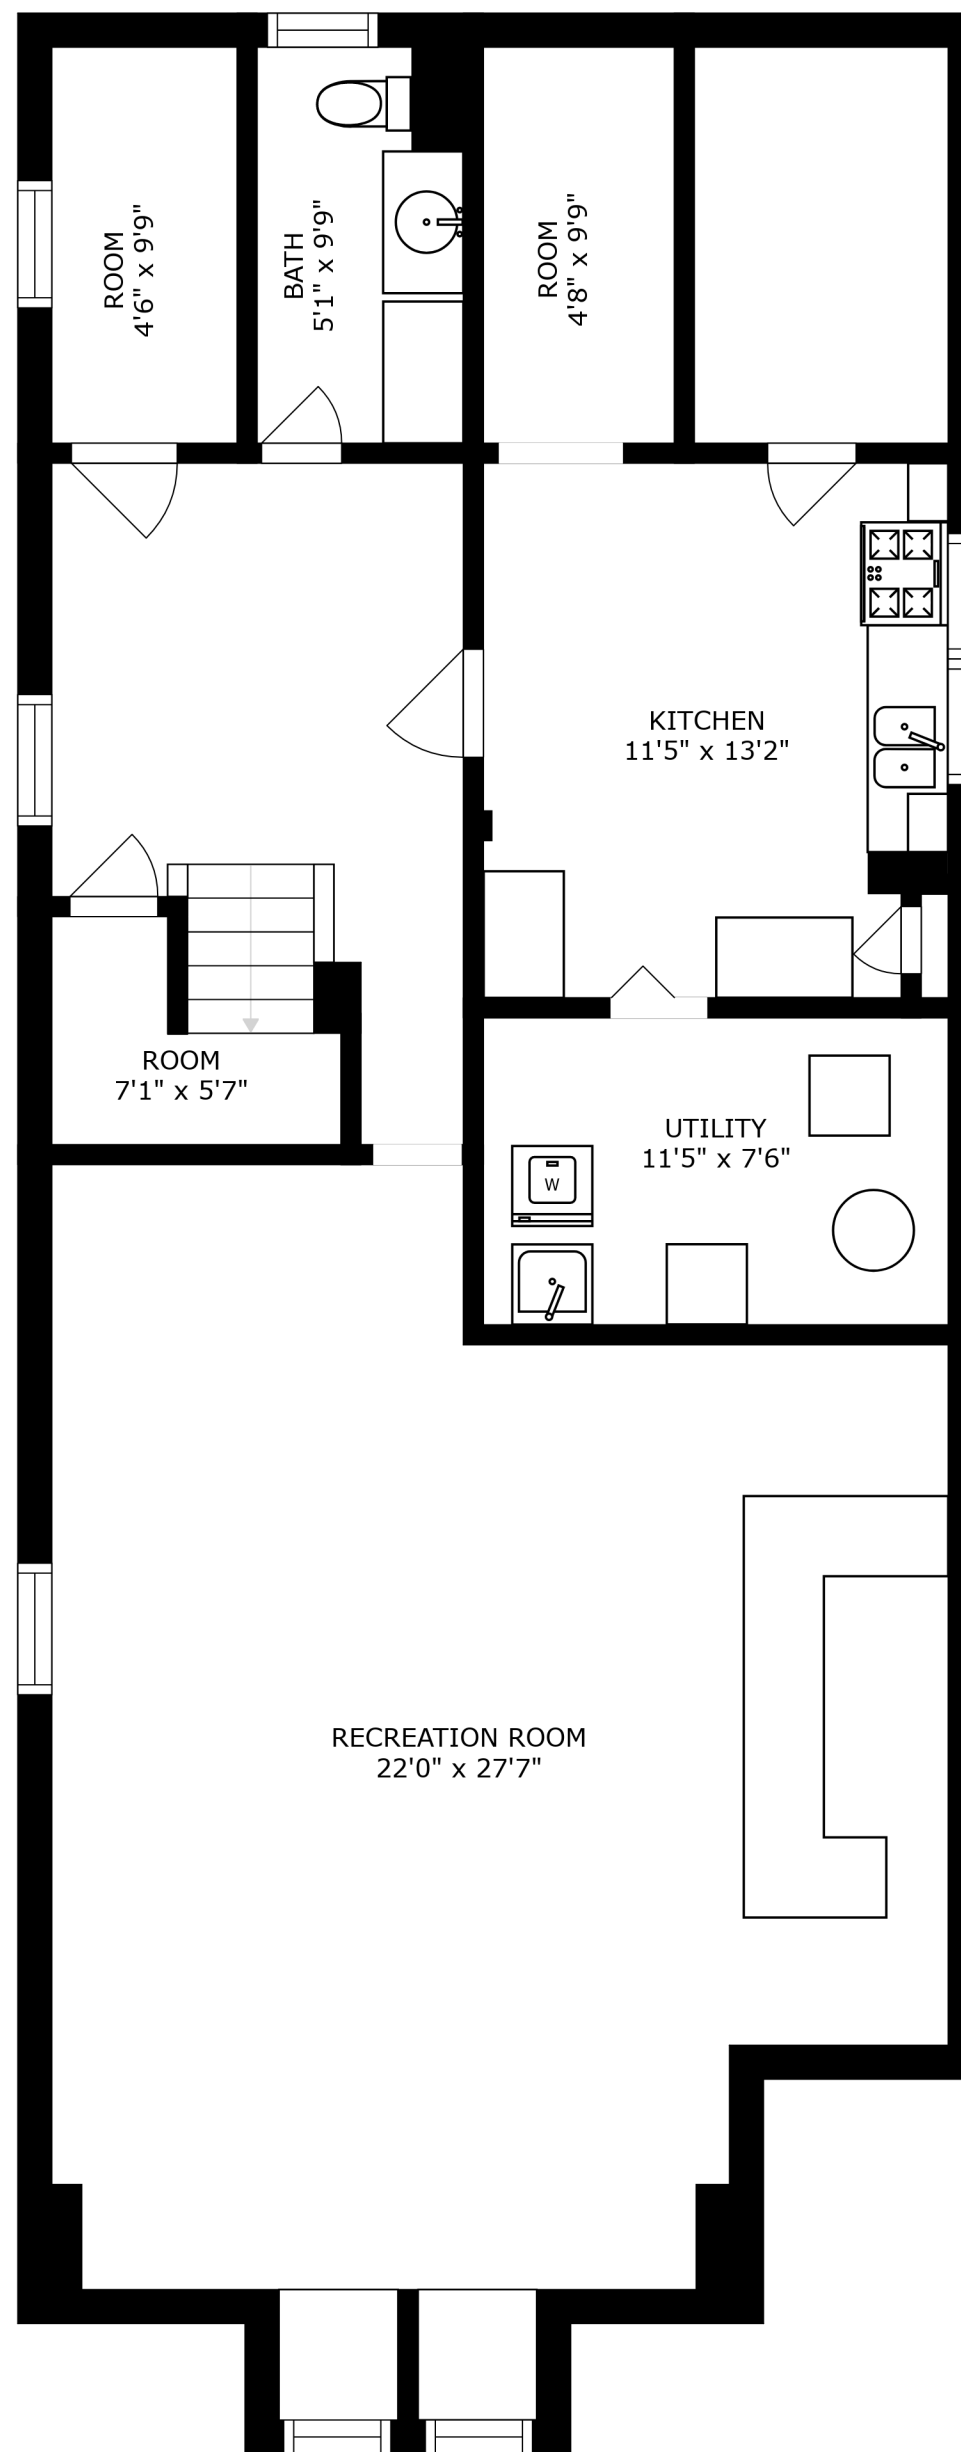 ROOM
4'6" x 9'9"
BATH
5'1" x 9'9"
ROOM
4'8" x 9'9"
KITCHEN
11'5" x 13'2"
ROOM
7'1" x 5'7"
UTILITY
11'5" x 7'6"
W
RECREATION ROOM
22'0" x 27'7"